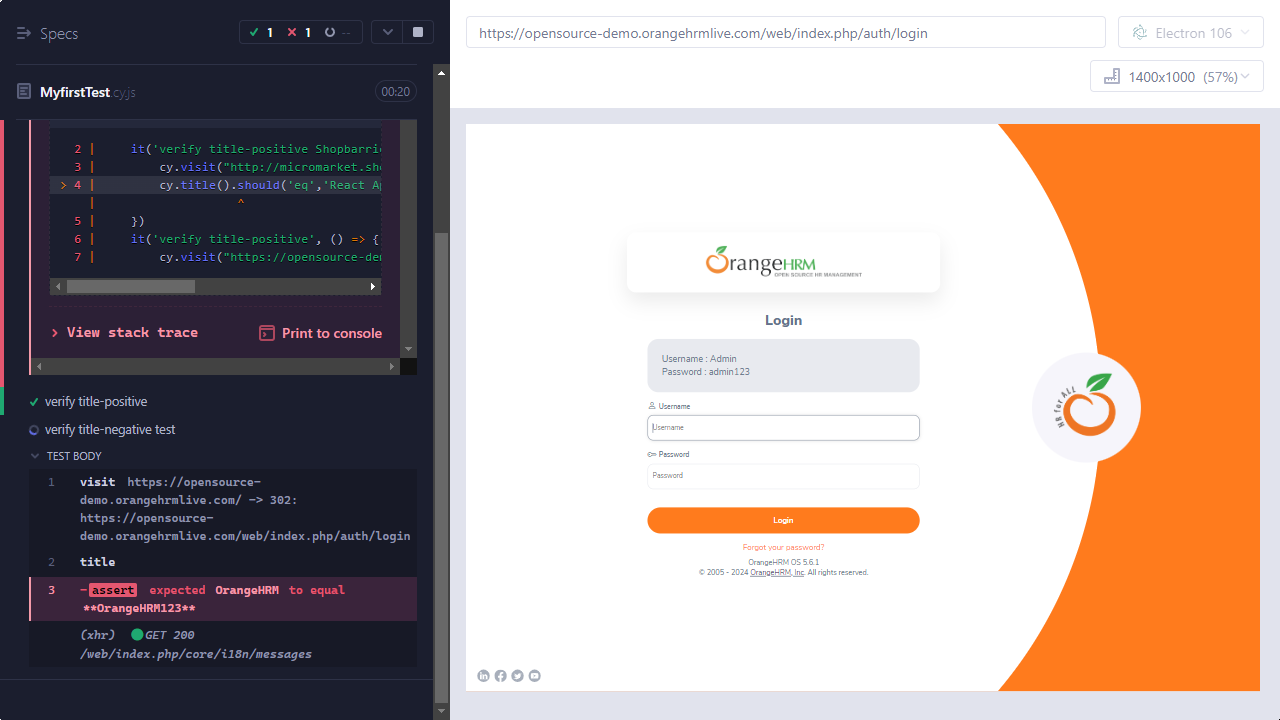 Specs
1 1 --
MyfirstTest.cy.js 00:20
2 | it('verify title-positive Shopbarri
3 | cy.visit("http://micromarket.sh
> 4 | cy.title().should('eq','React A
| ^
5 | })
6 | it('verify title-positive', () => {
7 | cy.visit("https://opensource-de
> View stack trace Print to console
verify title-positive
verify title-negative test
TEST BODY
1 visit https://opensource-
demo.orangehrmlive.com/ -> 302:
https://opensource-
demo.orangehrmlive.com/web/index.php/auth/login
2 title
3 -assert expected OrangeHRM to equal
**OrangeHRM123**
(xhr) GET 200
/web/index.php/core/i18n/messages
https://opensource-demo.orangehrmlive.com/web/index.php/auth/login
Electron 106
1400x1000 (57%)
OrangeHRM
OPEN SOURCE HR MANAGEMENT
Login
Username : Admin
Password : admin123
Username
Username
Password
Password
Login
Forgot your password?
OrangeHRM OS 5.6.1
© 2005 - 2024 OrangeHRM, Inc. All rights reserved.
HR for ALL